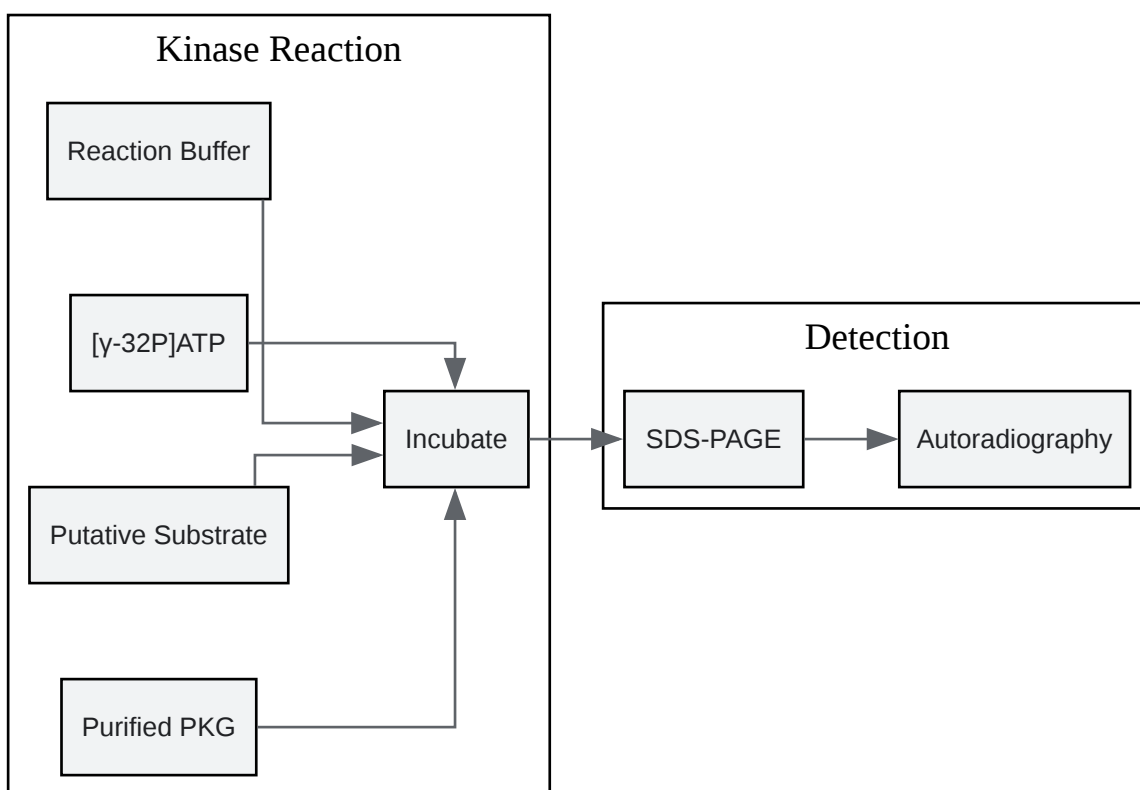 Kinase Reaction
Reaction Buffer
[γ-32P]ATP
Putative Substrate
Purified PKG
Incubate
Detection
SDS-PAGE
Autoradiography